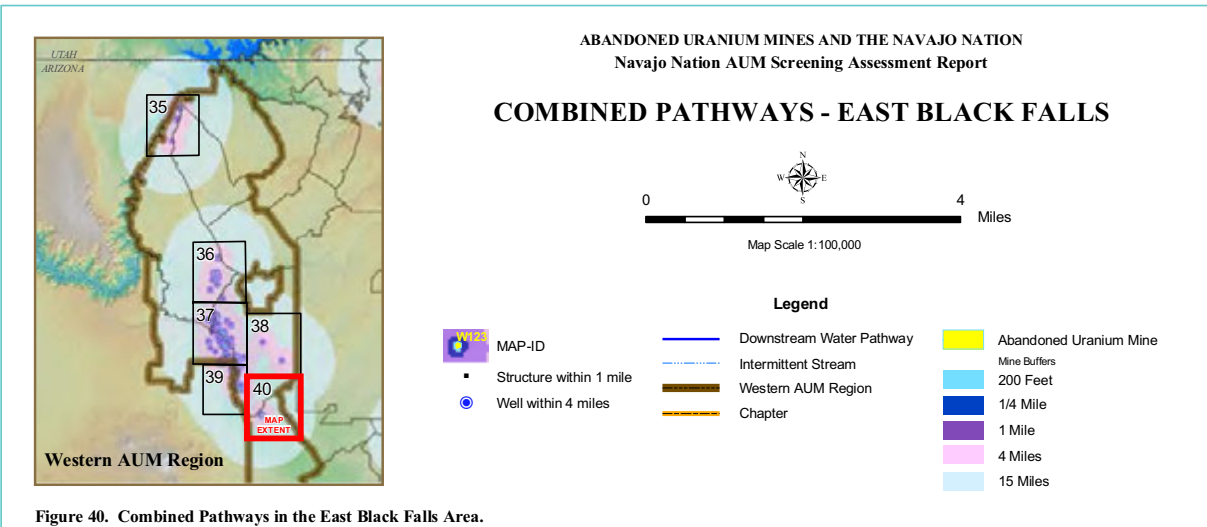 UTAH
ARIZONA
35
36
37
38
39
40
MAP
EXTENT
Western AUM Region
ABANDONED URANIUM MINES AND THE NAVAJO NATION
Navajo Nation AUM Screening Assessment Report
COMBINED PATHWAYS - EAST BLACK FALLS
N
W E
S
0 4
Miles
Map Scale 1:100,000
Legend
W123
MAP-ID
Structure within 1 mile
Well within 4 miles
Downstream Water Pathway
Intermittent Stream
Western AUM Region
Chapter
Abandoned Uranium Mine
Mine Buffers
200 Feet
1/4 Mile
1 Mile
4 Miles
15 Miles
Figure 40. Combined Pathways in the East Black Falls Area.